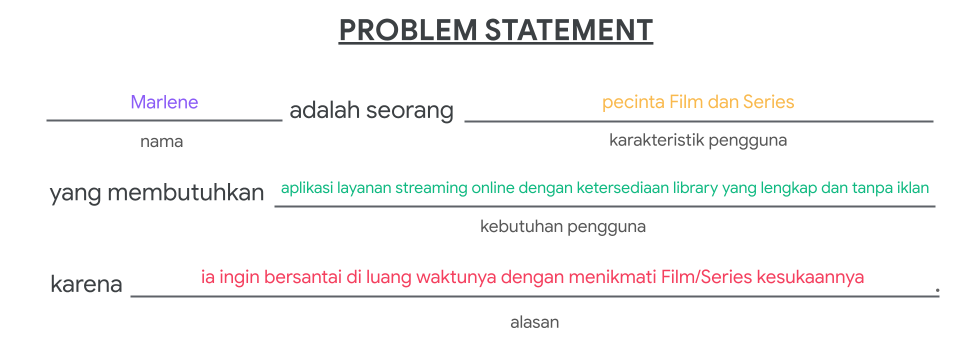 PROBLEM STATEMENT
Marlene adalah seorang pecinta Film dan Series
nama karakteristik pengguna
yang membutuhkan aplikasi layanan streaming online dengan ketersediaan library yang lengkap dan tanpa iklan
kebutuhan pengguna
karena ia ingin bersantai di luang waktunya dengan menikmati Film/Series kesukaannya .
alasan